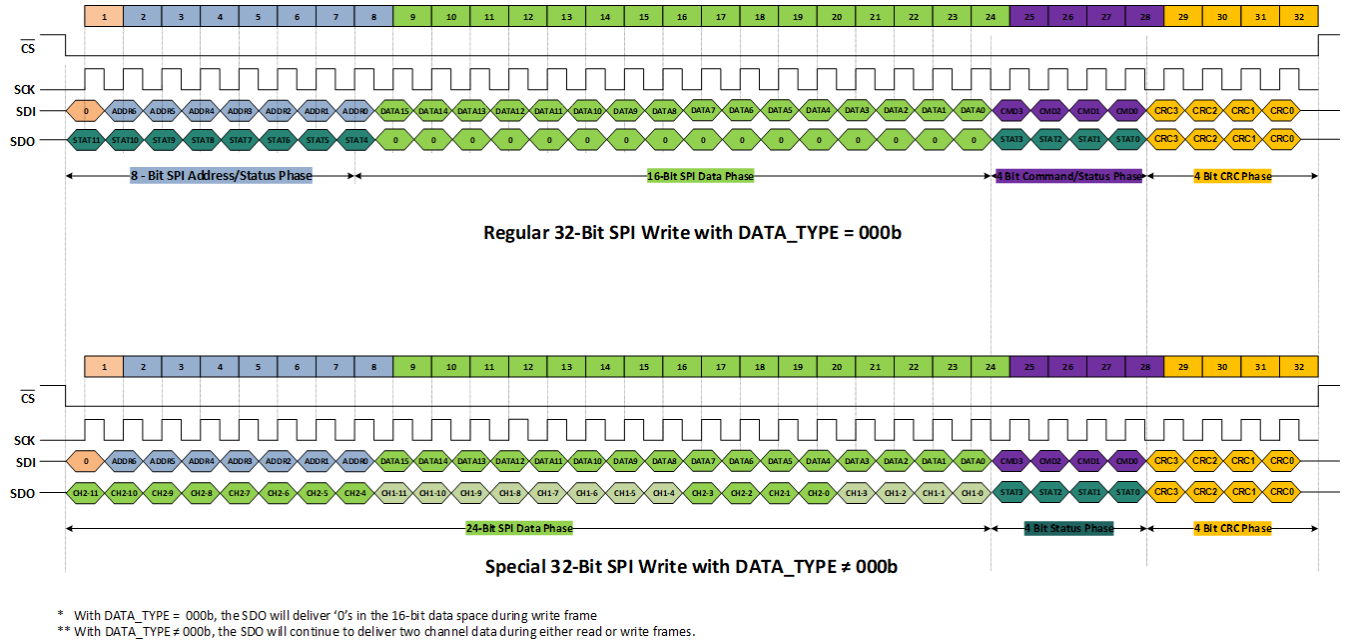 1 2 3 4 5 6 7 8 9 10 11 12 13 14 15 16 17 18 19 20 21 22 23 24 25 26 27 28 29 30 31 32
CS
SCK
SDI 0 ADDR6 ADDR5 ADDR4 ADDR3 ADDR2 ADDR1 ADDR0 DATA15 DATA14 DATA13 DATA12 DATA11 DATA10 DATA9 DATA8 DATA7 DATA6 DATA5 DATA4 DATA3 DATA2 DATA1 DATA0 CMD3 CMD2 CMD1 CMD0 CRC3 CRC2 CRC1 CRC0
SDO STAT11 STAT10 STAT9 STAT8 STAT7 STAT6 STAT5 STAT4 0 0 0 0 0 0 0 0 0 0 0 0 0 0 0 0 STAT3 STAT2 STAT1 STAT0 CRC3 CRC2 CRC1 CRC0
8 - Bit SPI Address/Status Phase 16-Bit SPI Data Phase 4 Bit Command/Status Phase 4 Bit CRC Phase
Regular 32-Bit SPI Write with DATA_TYPE = 000b
1 2 3 4 5 6 7 8 9 10 11 12 13 14 15 16 17 18 19 20 21 22 23 24 25 26 27 28 29 30 31 32
CS
SCK
SDI 0 ADDR6 ADDR5 ADDR4 ADDR3 ADDR2 ADDR1 ADDR0 DATA15 DATA14 DATA13 DATA12 DATA11 DATA10 DATA9 DATA8 DATA7 DATA6 DATA5 DATA4 DATA3 DATA2 DATA1 DATA0 CMD3 CMD2 CMD1 CMD0 CRC3 CRC2 CRC1 CRC0
SDO CH2-11 CH2-10 CH2-9 CH2-8 CH2-7 CH2-6 CH2-5 CH2-4 CH1-11 CH1-10 CH1-9 CH1-8 CH1-7 CH1-6 CH1-5 CH1-4 CH2-3 CH2-2 CH2-1 CH2-0 CH1-3 CH1-2 CH1-1 CH1-0 STAT3 STAT2 STAT1 STAT0 CRC3 CRC2 CRC1 CRC0
24-Bit SPI Data Phase 4 Bit Status Phase 4 Bit CRC Phase
Special 32-Bit SPI Write with DATA_TYPE ≠ 000b
* With DATA_TYPE = 000b, the SDO will deliver '0's in the 16-bit data space during write frame
** With DATA_TYPE ≠ 000b, the SDO will continue to deliver two channel data during either read or write frames.